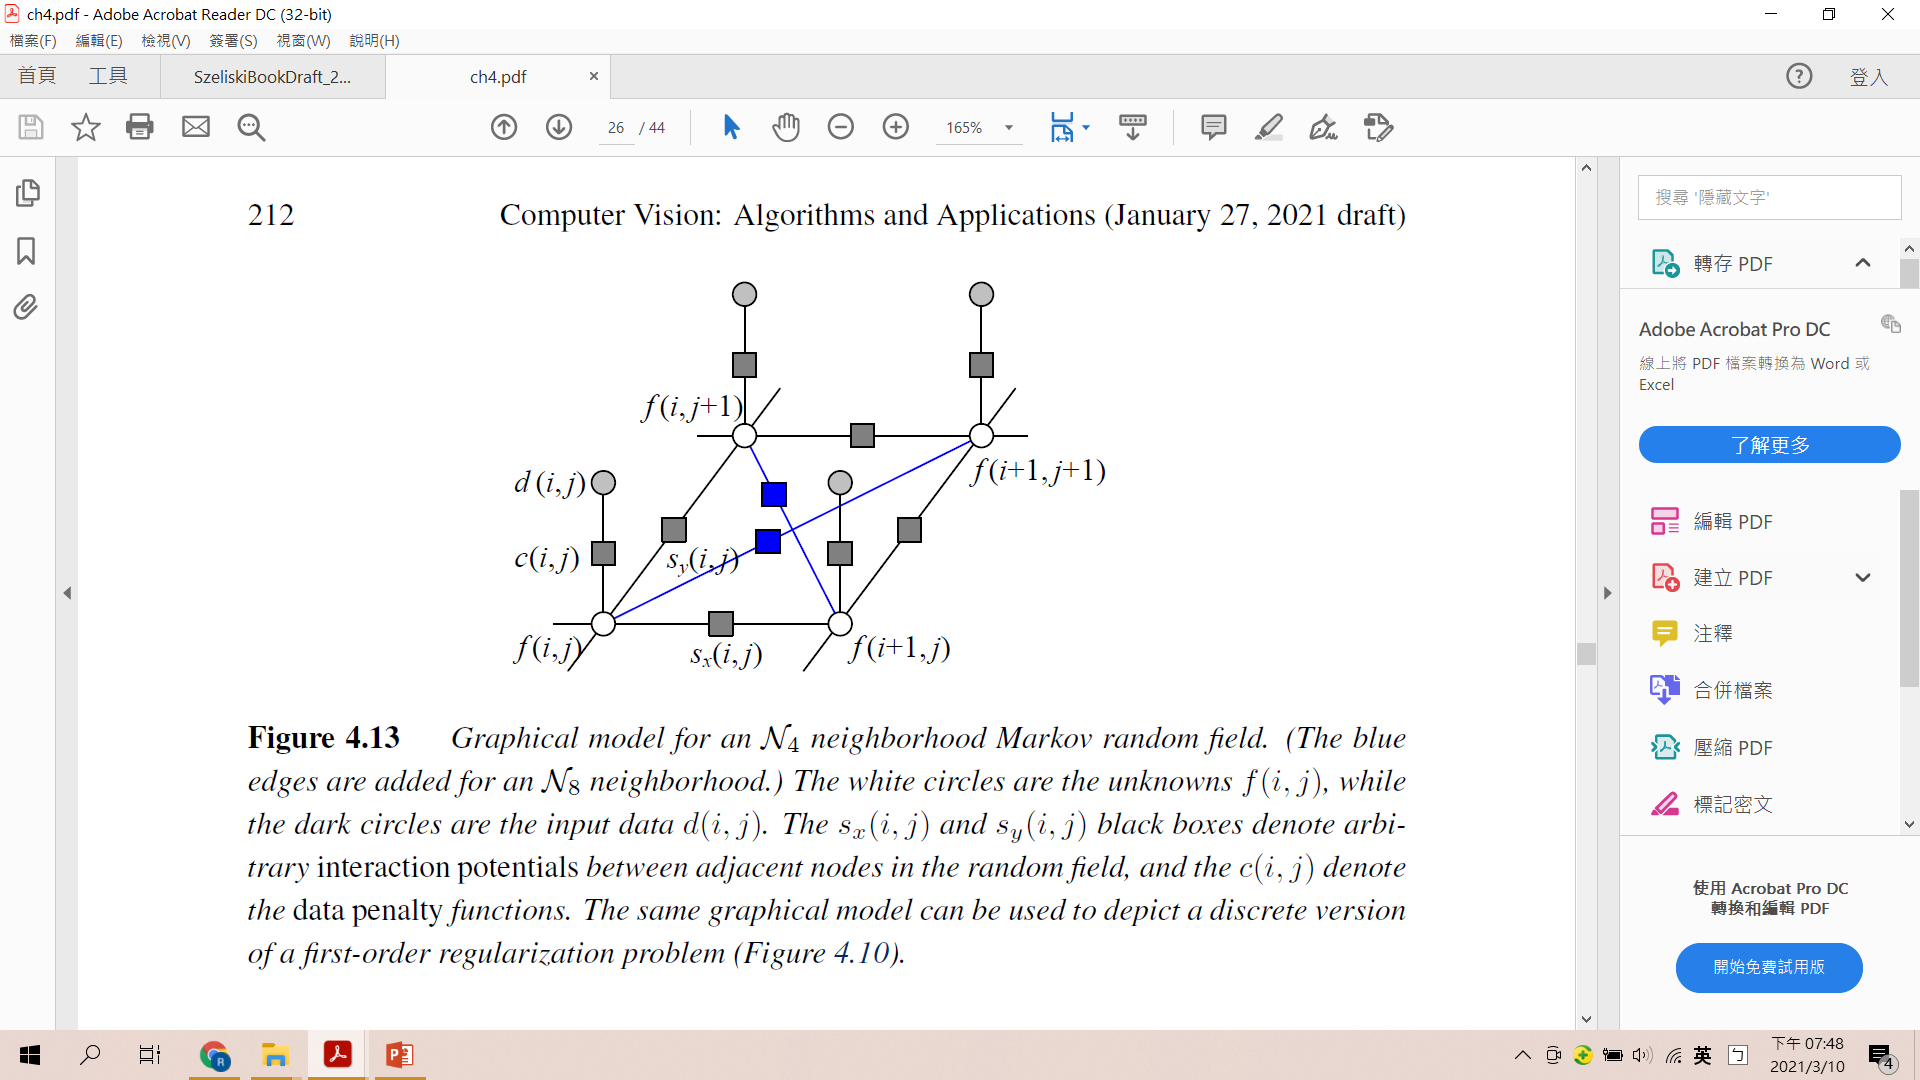 ch4.pdf - Adobe Acrobat Reader DC (32-bit)
檔案(F) 編輯(E) 檢視(V) 簽署(S) 視窗(W) 說明(H)
首頁 工具 SzeliskiBookDraft_2... ch4.pdf × 登入
26 / 44 165%
212 Computer Vision: Algorithms and Applications (January 27, 2021 draft)
f(i,j+1)
f(i+1,j+1)
d(i,j)
c(i,j)
s_y(i,j)
f(i,j)
s_x(i,j)
f(i+1,j)
Figure 4.13 Graphical model for an N₄ neighborhood Markov random field. (The blue
edges are added for an N₈ neighborhood.) The white circles are the unknowns f(i, j), while
the dark circles are the input data d(i, j). The s_x(i, j) and s_y(i, j) black boxes denote arbi-
trary interaction potentials between adjacent nodes in the random field, and the c(i, j) denote
the data penalty functions. The same graphical model can be used to depict a discrete version
of a first-order regularization problem (Figure 4.10).
搜尋 '隱藏文字'
轉存 PDF
Adobe Acrobat Pro DC
線上將 PDF 檔案轉換為 Word 或
Excel
了解更多
編輯 PDF
建立 PDF
注釋
合併檔案
壓縮 PDF
標記密文
使用 Acrobat Pro DC
轉換和編輯 PDF
開始免費試用版
英 ㄅ
下午 07:48
2021/3/10
4